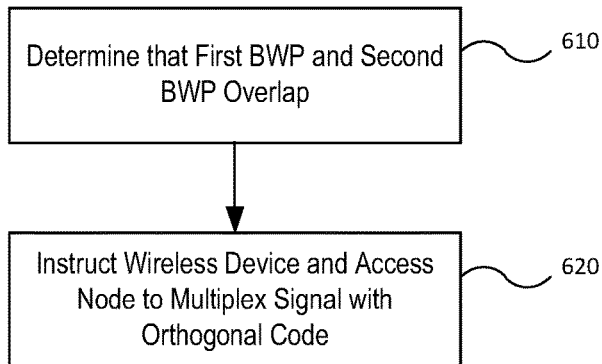 Determine that First BWP and Second
BWP Overlap
610
Instruct Wireless Device and Access
Node to Multiplex Signal with
Orthogonal Code
620